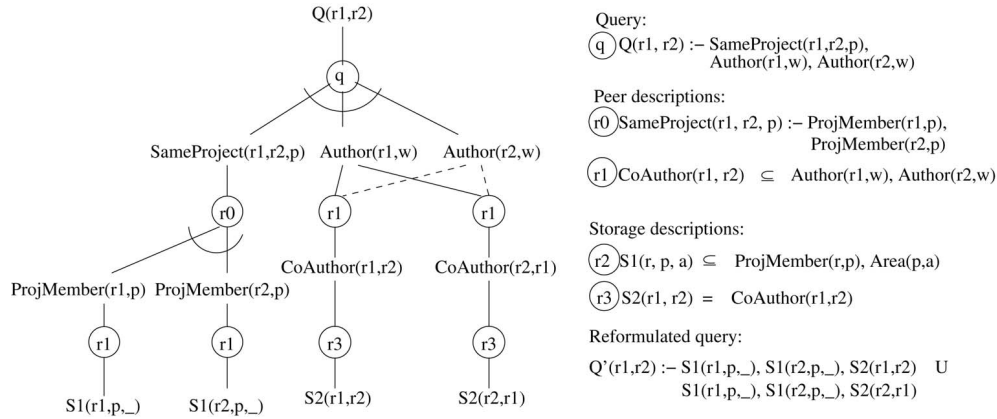 Q(r1,r2)
q
SameProject(r1,r2,p) Author(r1,w) Author(r2,w)
r0 r1 r1
CoAuthor(r1,r2) CoAuthor(r2,r1)
ProjMember(r1,p) ProjMember(r2,p)
r1 r1 r3 r3
S1(r1,p,_) S1(r2,p,_) S2(r1,r2) S2(r2,r1)
Query:
q Q(r1, r2) :– SameProject(r1,r2,p),
Author(r1,w), Author(r2,w)
Peer descriptions:
r0 SameProject(r1, r2, p) :– ProjMember(r1,p),
ProjMember(r2,p)
r1 CoAuthor(r1, r2) ⊆ Author(r1,w), Author(r2,w)
Storage descriptions:
r2 S1(r, p, a) ⊆ ProjMember(r,p), Area(p,a)
r3 S2(r1, r2) = CoAuthor(r1,r2)
Reformulated query:
Q’(r1,r2) :– S1(r1,p,_), S1(r2,p,_), S2(r1,r2) U
S1(r1,p,_), S1(r2,p,_), S2(r2,r1)